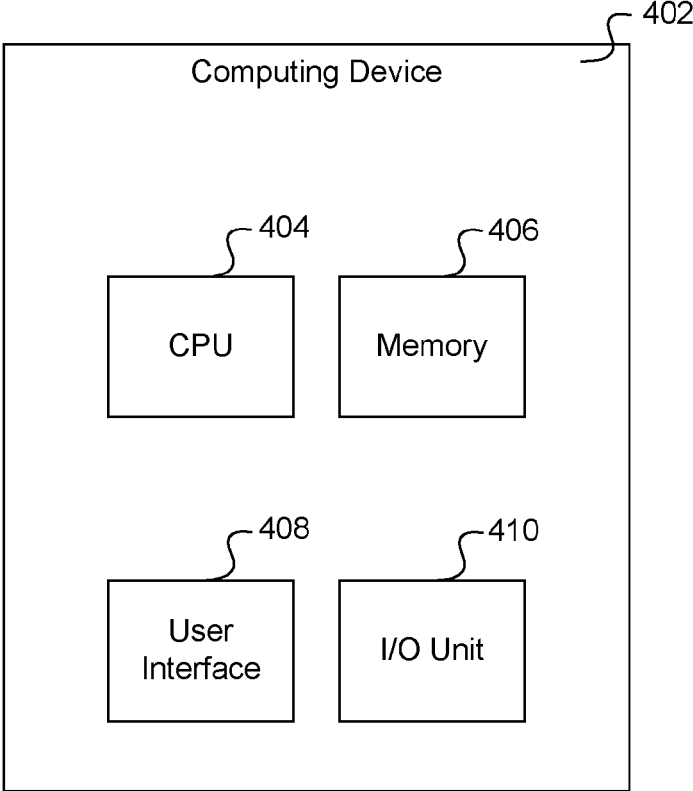 402
Computing Device
404
406
CPU
Memory
408
410
User
Interface
I/O Unit